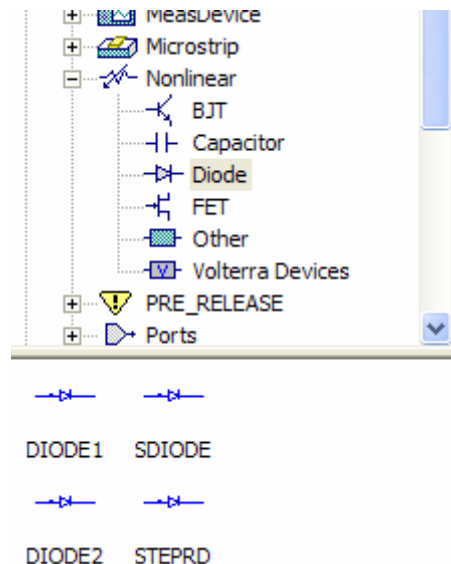 MeasDevice
Microstrip
Nonlinear
BJT
Capacitor
Diode
FET
Other
V Volterra Devices
PRE_RELEASE
Ports
DIODE1 SDIODE
DIODE2 STEPRD